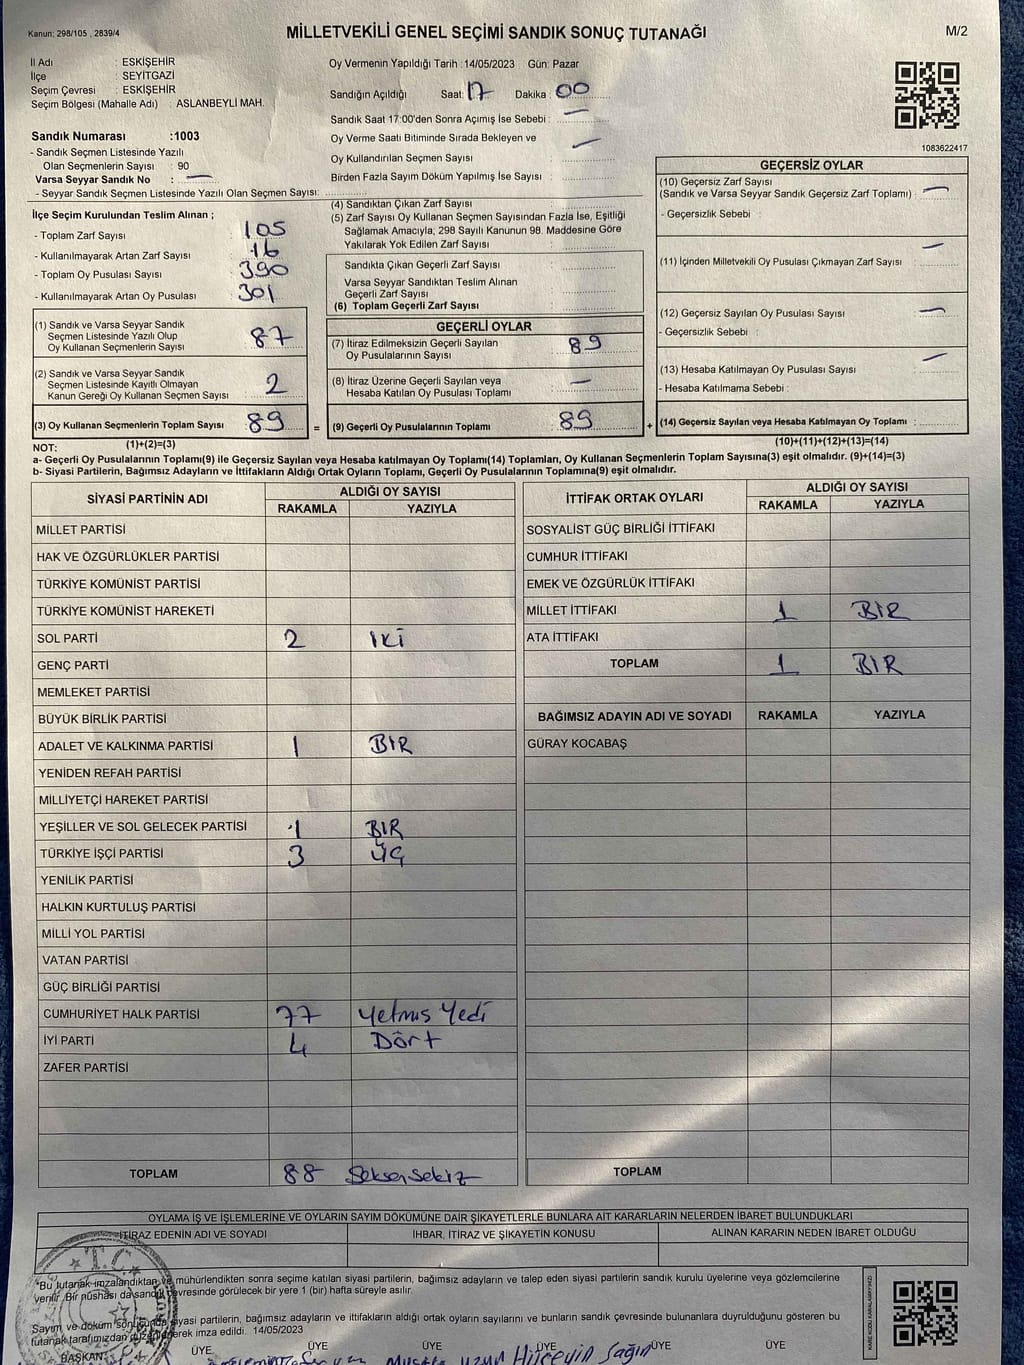 Kanun: 298/105 , 2839/4
MİLLETVEKİLİ GENEL SEÇİMİ SANDIK SONUÇ TUTANAĞI
M/2
İl Adı : ESKİŞEHİR
İlçe : SEYİTGAZİ
Seçim Çevresi : ESKİŞEHİR
Seçim Bölgesi (Mahalle Adı) : ASLANBEYLİ MAH.
Sandık Numarası :1003
- Sandık Seçmen Listesinde Yazılı
Olan Seçmenlerin Sayısı : 90
Varsa Seyyar Sandık No : —
- Seyyar Sandık Seçmen Listesinde Yazılı Olan Seçmen Sayısı:
Oy Vermenin Yapıldığı Tarih :14/05/2023 Gün: Pazar
Sandığın Açıldığı Saat: 17 Dakika : 00
Sandık Saat 17:00'den Sonra Açımış İse Sebebi : —
Oy Verme Saati Bitiminde Sırada Bekleyen ve —
Oy Kullandırılan Seçmen Sayısı :
Birden Fazla Sayım Döküm Yapılmış İse Sayısı :
1083622417
İlçe Seçim Kurulundan Teslim Alınan ;
- Toplam Zarf Sayısı : 105
- Kullanılmayarak Artan Zarf Sayısı : 16
- Toplam Oy Pusulası Sayısı : 390
- Kullanılmayarak Artan Oy Pusulası : 301
(1) Sandık ve Varsa Seyyar Sandık
Seçmen Listesinde Yazılı Olup
Oy Kullanan Seçmenlerin Sayısı : 87
(2) Sandık ve Varsa Seyyar Sandık
Seçmen Listesinde Kayıtlı Olmayan
Kanun Gereği Oy Kullanan Seçmen Sayısı : 2
(3) Oy Kullanan Seçmenlerin Toplam Sayısı : 89
(4) Sandıktan Çıkan Zarf Sayısı :
(5) Zarf Sayısı Oy Kullanan Seçmen Sayısından Fazla İse, Eşitliği
Sağlamak Amacıyla; 298 Sayılı Kanunun 98. Maddesine Göre
Yakılarak Yok Edilen Zarf Sayısı :
Sandıkta Çıkan Geçerli Zarf Sayısı :
Varsa Seyyar Sandıktan Teslim Alınan
Geçerli Zarf Sayısı :
(6) Toplam Geçerli Zarf Sayısı :
GEÇERLİ OYLAR
(7) İtiraz Edilmeksizin Geçerli Sayılan
Oy Pusulalarının Sayısı : 89
(8) İtiraz Üzerine Geçerli Sayılan veya
Hesaba Katılan Oy Pusulası Toplamı : —
= (9) Geçerli Oy Pusulalarının Toplamı : 89
GEÇERSİZ OYLAR
(10) Geçersiz Zarf Sayısı
(Sandık ve Varsa Seyyar Sandık Geçersiz Zarf Toplamı) : —
- Geçersizlik Sebebi :
(11) İçinden Milletvekili Oy Pusulası Çıkmayan Zarf Sayısı : —
(12) Geçersiz Sayılan Oy Pusulası Sayısı : —
- Geçersizlik Sebebi :
(13) Hesaba Katılmayan Oy Pusulası Sayısı : —
- Hesaba Katılmama Sebebi :
+ (14) Geçersiz Sayılan veya Hesaba Katılmayan Oy Toplamı :
NOT: (1)+(2)=(3) (10)+(11)+(12)+(13)=(14)
a- Geçerli Oy Pusulalarının Toplamı(9) ile Geçersiz Sayılan veya Hesaba katılmayan Oy Toplamı(14) Toplamları, Oy Kullanan Seçmenlerin Toplam Sayısına(3) eşit olmalıdır. (9)+(14)=(3)
b- Siyasi Partilerin, Bağımsız Adayların ve İttifakların Aldığı Ortak Oyların Toplamı, Geçerli Oy Pusulalarının Toplamına(9) eşit olmalıdır.
SİYASİ PARTİNİN ADI ALDIĞI OY SAYISI
RAKAMLA YAZIYLA
MİLLET PARTİSİ
HAK VE ÖZGÜRLÜKLER PARTİSİ
TÜRKİYE KOMÜNİST PARTİSİ
TÜRKİYE KOMÜNİST HAREKETİ
SOL PARTİ 2 İKİ
GENÇ PARTİ
MEMLEKET PARTİSİ
BÜYÜK BİRLİK PARTİSİ
ADALET VE KALKINMA PARTİSİ 1 BİR
YENİDEN REFAH PARTİSİ
MİLLİYETÇİ HAREKET PARTİSİ
YEŞİLLER VE SOL GELECEK PARTİSİ 1 BİR
TÜRKİYE İŞÇİ PARTİSİ 3 ÜÇ
YENİLİK PARTİSİ
HALKIN KURTULUŞ PARTİSİ
MİLLİ YOL PARTİSİ
VATAN PARTİSİ
GÜÇ BİRLİĞİ PARTİSİ
CUMHURİYET HALK PARTİSİ 77 Yetmiş Yedi
İYİ PARTİ 4 Dört
ZAFER PARTİSİ
TOPLAM 88 Seksensekiz
İTTİFAK ORTAK OYLARI ALDIĞI OY SAYISI
RAKAMLA YAZIYLA
SOSYALİST GÜÇ BİRLİĞİ İTTİFAKI
CUMHUR İTTİFAKI
EMEK VE ÖZGÜRLÜK İTTİFAKI
MİLLET İTTİFAKI 1 BİR
ATA İTTİFAKI
TOPLAM 1 BİR
BAĞIMSIZ ADAYIN ADI VE SOYADI RAKAMLA YAZIYLA
GÜRAY KOCABAŞ
TOPLAM
OYLAMA İŞ VE İŞLEMLERİNE VE OYLARIN SAYIM DÖKÜMÜNE DAİR ŞİKAYETLERLE BUNLARA AİT KARARLARIN NELERDEN İBARET BULUNDUKLARI
İTİRAZ EDENİN ADI VE SOYADI İHBAR, İTİRAZ VE ŞİKAYETİN KONUSU ALINAN KARARIN NEDEN İBARET OLDUĞU
T.C.
"Bu tutanak imzalandıktan ve mühürlendikten sonra seçime katılan siyasi partilerin, bağımsız adayların ve talep eden siyasi partilerin sandık kurulu üyelerine veya gözlemcilerine
verilir. Bir nüshası da sandık çevresinde görülecek bir yere 1 (bir) hafta süreyle asılır.
Sayım ve döküm sonucunda siyasi partilerin, bağımsız adayların ve ittifakların aldığı ortak oyların sayılarını ve bunların sandık çevresinde bulunanlara duyrulduğunu gösteren bu
tutanak tarafımızdan düzenlenerek imza edildi. 14/05/2023
BAŞKAN ÜYE ÜYE ÜYE ÜYE ÜYE ÜYE
Hüseyin Sağın